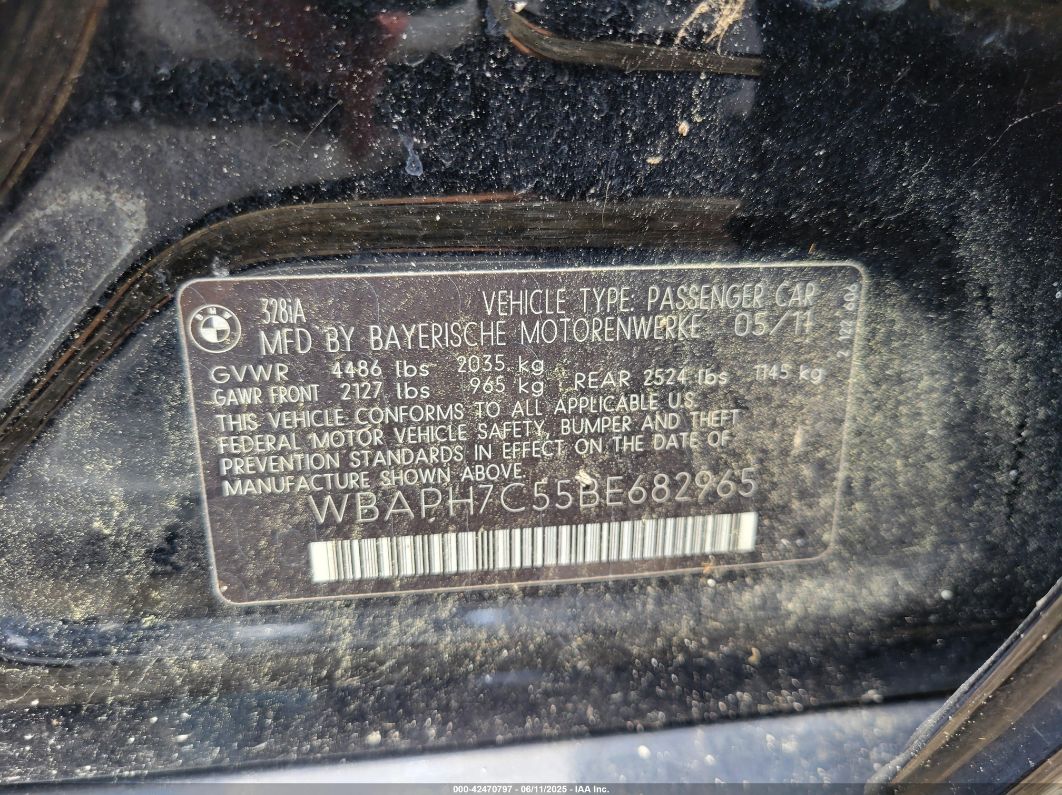 328iA
VEHICLE TYPE: PASSENGER CAR
MFD BY BAYERISCHE MOTORENWERKE 05/11
GVWR 4486 lbs 2035 kg
GAWR FRONT 2127 lbs 965 kg , REAR 2524 lbs 1145 kg
THIS VEHICLE CONFORMS TO ALL APPLICABLE U.S.
FEDERAL MOTOR VEHICLE SAFETY, BUMPER AND THEFT
PREVENTION STANDARDS IN EFFECT ON THE DATE OF
MANUFACTURE SHOWN ABOVE.
WBAPH7C55BE682965
BMW
000-42470797 - 06/11/2025 - IAA Inc.